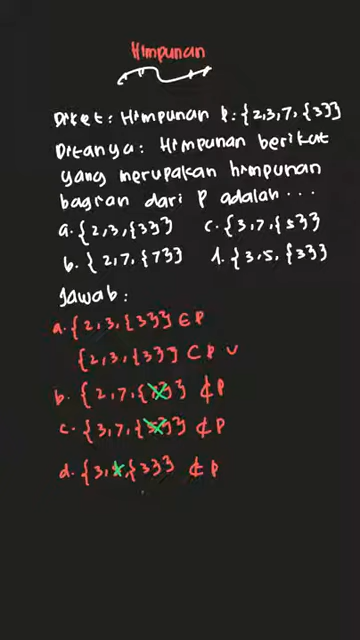 Himpunan
Diket: Himpunan P: {2,3,7,{3}}
Ditanya: Himpunan berikut
yang merupakan himpunan
bagian dari P adalah ...
a. {2,3,{3}} c. {3,7,{5}}
b. {2,7,{7}} d. {3,5,{3}}
Jawab:
a. {2,3,{3}} ∈ P
{2,3,{3}} ⊂ P ✓
b. {2,7,{7}} ⊄ P
c. {3,7,{5}} ⊄ P
d. {3,5,{3}} ⊄ P